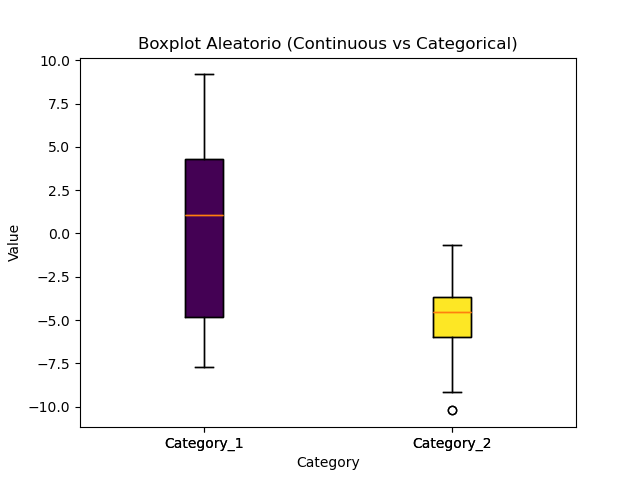 Boxplot Aleatorio (Continuous vs Categorical)
10.0
7.5
5.0
2.5
0.0
−2.5
−5.0
−7.5
−10.0
Value
Category_1
Category_2
Category